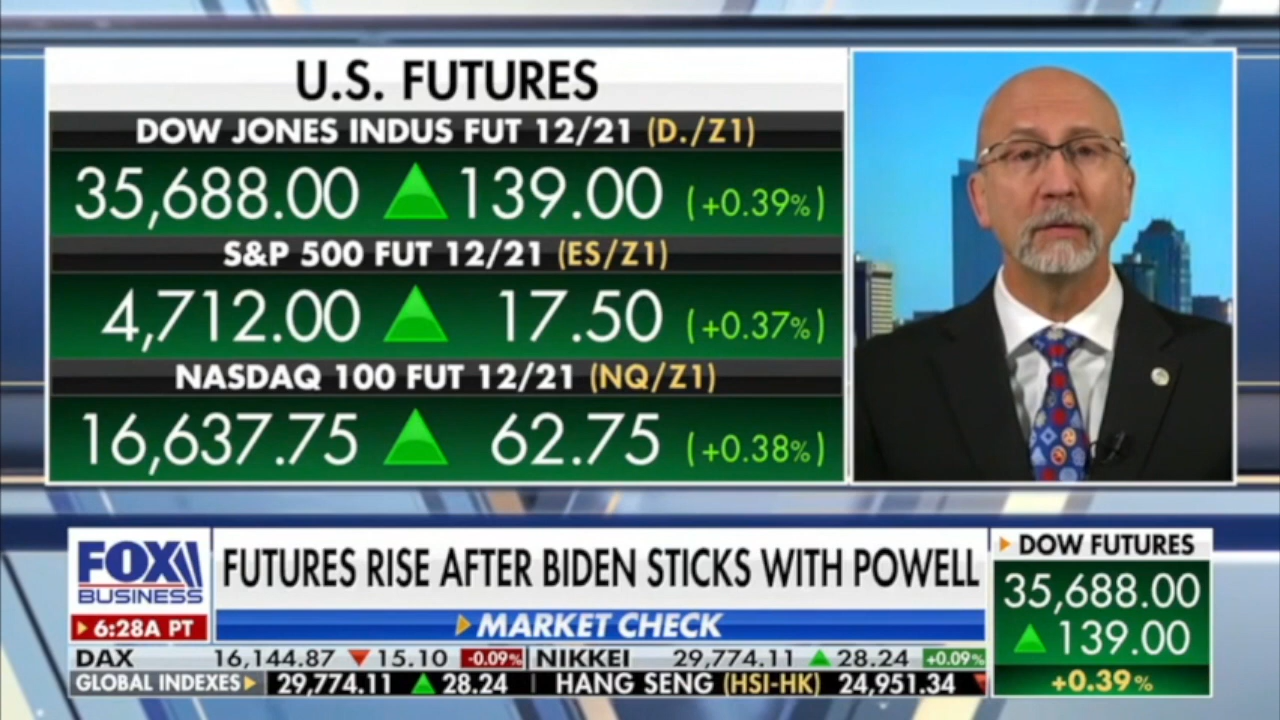 U.S. FUTURES
DOW JONES INDUS FUT 12/21 (D./Z1)
35,688.00 ▲ 139.00 (+0.39%)
S&P 500 FUT 12/21 (ES/Z1)
4,712.00 ▲ 17.50 (+0.37%)
NASDAQ 100 FUT 12/21 (NQ/Z1)
16,637.75 ▲ 62.75 (+0.38%)
FOX
BUSINESS
6:28A PT
FUTURES RISE AFTER BIDEN STICKS WITH POWELL
MARKET CHECK
DOW FUTURES
35,688.00
▲ 139.00
+0.39%
DAX 16,144.87 ▼ 15.10 -0.09% NIKKEI 29,774.11 ▲ 28.24 +0.09%
GLOBAL INDEXES 29,774.11 ▲ 28.24 HANG SENG (HSI-HK) 24,951.34 ▼